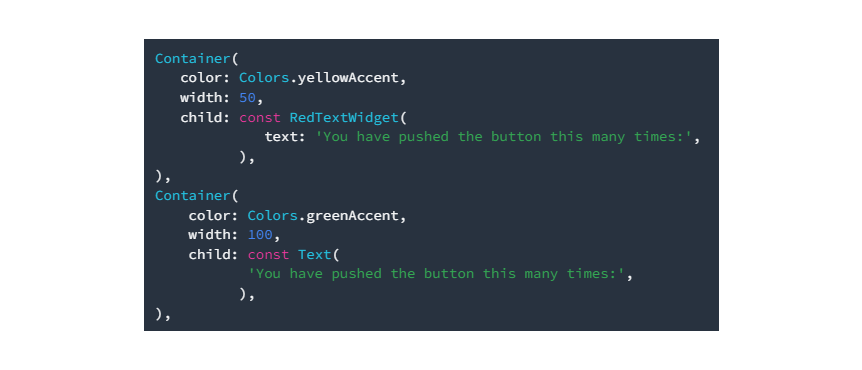 Container(
   color: Colors.yellowAccent,
   width: 50,
   child: const RedTextWidget(
             text: 'You have pushed the button this many times:',
          ),
),
Container(
    color: Colors.greenAccent,
    width: 100,
    child: const Text(
           'You have pushed the button this many times:',
          ),
),